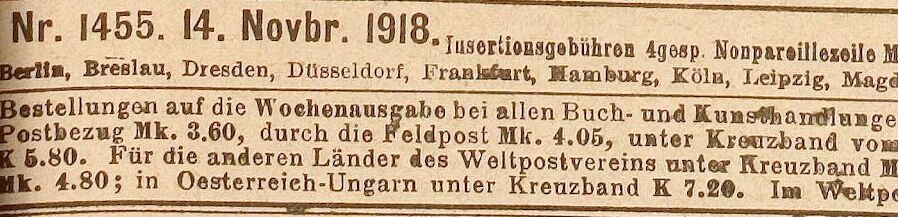 Nr. 1455. 14. Novbr. 1918. Insertionsgebühren 4gesp. Nonpareillezeile M
Berlin, Breslau, Dresden, Düsseldorf, Frankfurt, Hamburg, Köln, Leipzig, Magd
Bestellungen auf die Wochenausgabe bei allen Buch- und Kunsthandlunge
Postbezug Mk. 3.60, durch die Feldpost Mk. 4.05, unter Kreuzband vom
K 5.80. Für die anderen Länder des Weltpostvereins unter Kreuzband M
Mk. 4.80; in Oesterreich-Ungarn unter Kreuzband K 7.20. Im Weltpo